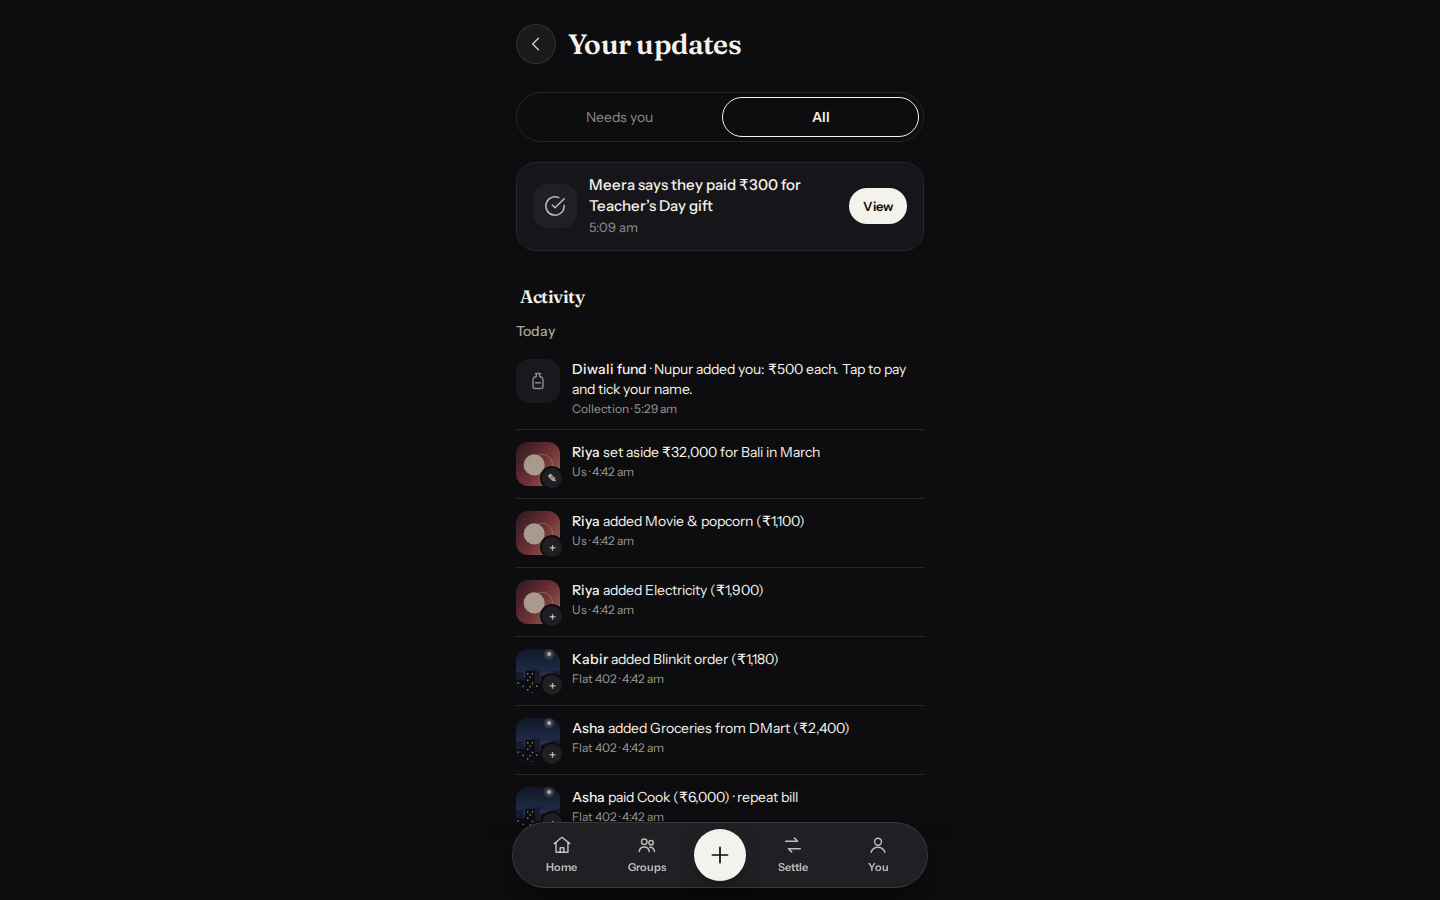 Your updates
Needs you
All
Meera says they paid ₹300 for
Teacher’s Day gift
5:09 am
View
Activity
Today
Diwali fund · Nupur added you: ₹500 each. Tap to pay
and tick your name.
Collection · 5:29 am
Riya set aside ₹32,000 for Bali in March
Us · 4:42 am
Riya added Movie & popcorn (₹1,100)
Us · 4:42 am
Riya added Electricity (₹1,900)
Us · 4:42 am
Kabir added Blinkit order (₹1,180)
Flat 402 · 4:42 am
Asha added Groceries from DMart (₹2,400)
Flat 402 · 4:42 am
Asha paid Cook (₹6,000) · repeat bill
Flat 402 · 4:42 am
Home
Groups
Settle
You